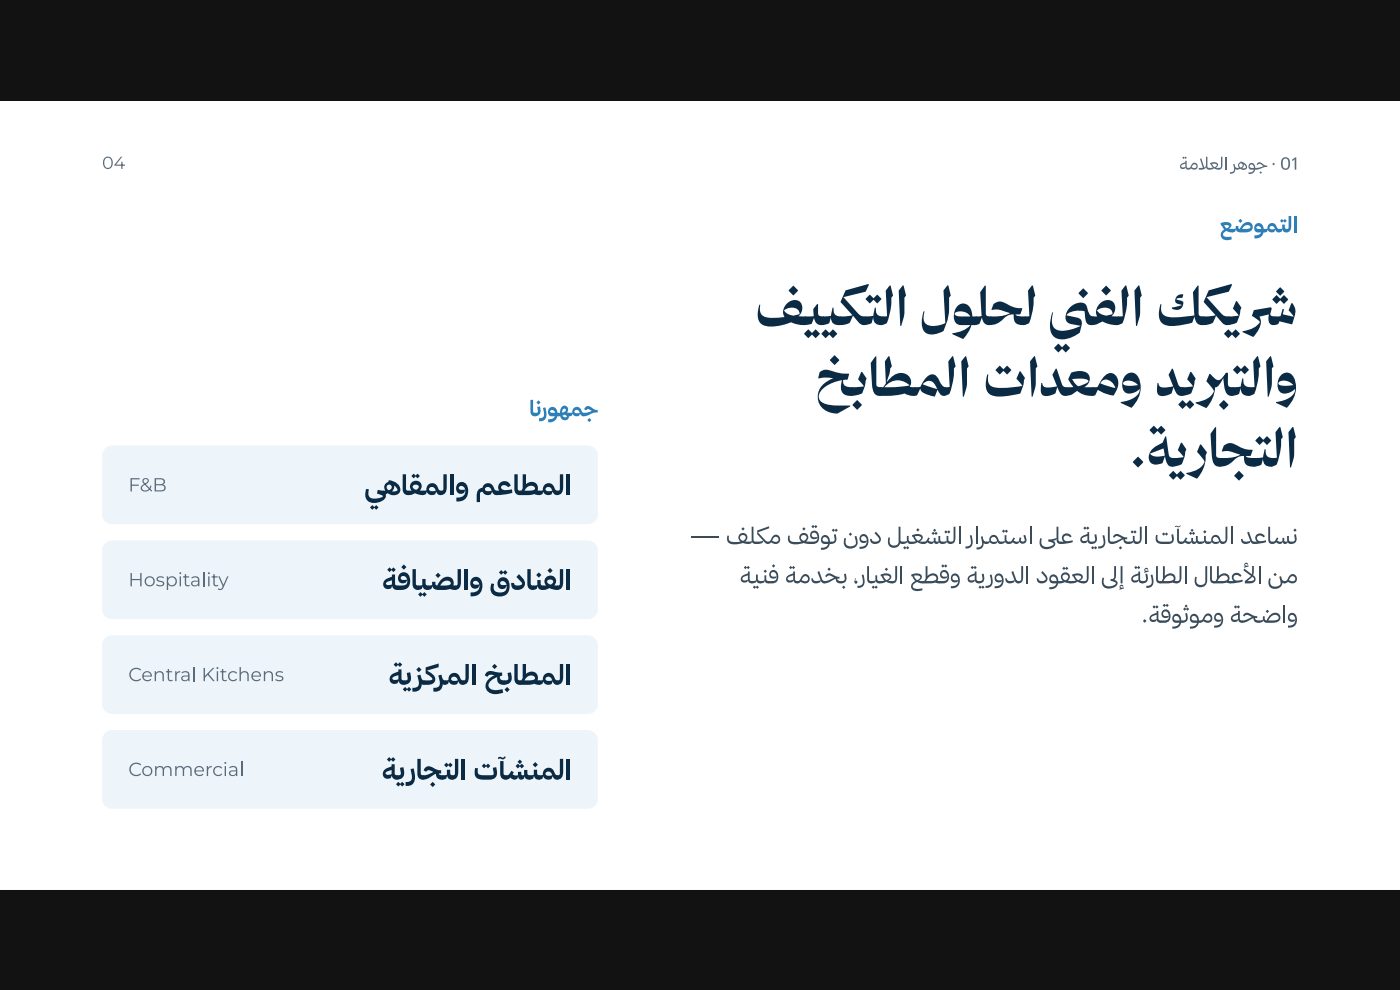 01 · جوهر العلامة
04
التموضع
شريكك الفني لحلول التكييف
والتبريد ومعدات المطابخ
التجارية.
نساعد المنشآت التجارية على استمرار التشغيل دون توقف مكلف —
من الأعطال الطارئة إلى العقود الدورية وقطع الغيار، بخدمة فنية
واضحة وموثوقة.
جمهورنا
المطاعم والمقاهي F&B
الفنادق والضيافة Hospitality
المطابخ المركزية Central Kitchens
المنشآت التجارية Commercial